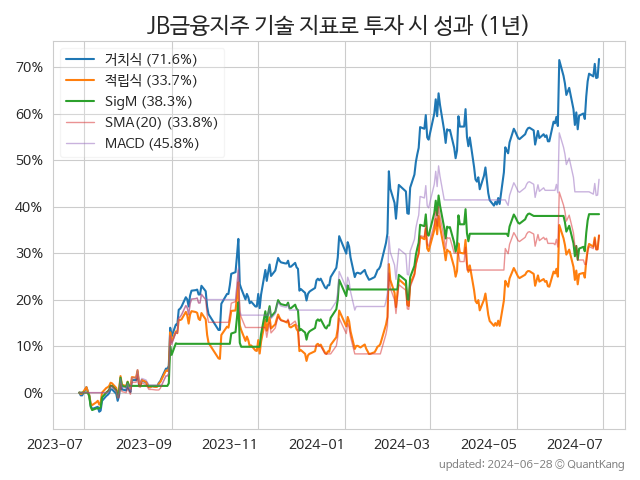 JB금융지주 기술 지표로 투자 시 성과 (1년)
거치식 (71.6%)
적립식 (33.7%)
SigM (38.3%)
SMA(20) (33.8%)
MACD (45.8%)
70%
60%
50%
40%
30%
20%
10%
0%
2023-07 2023-09 2023-11 2024-01 2024-03 2024-05 2024-07
updated: 2024-06-28 © QuantKang